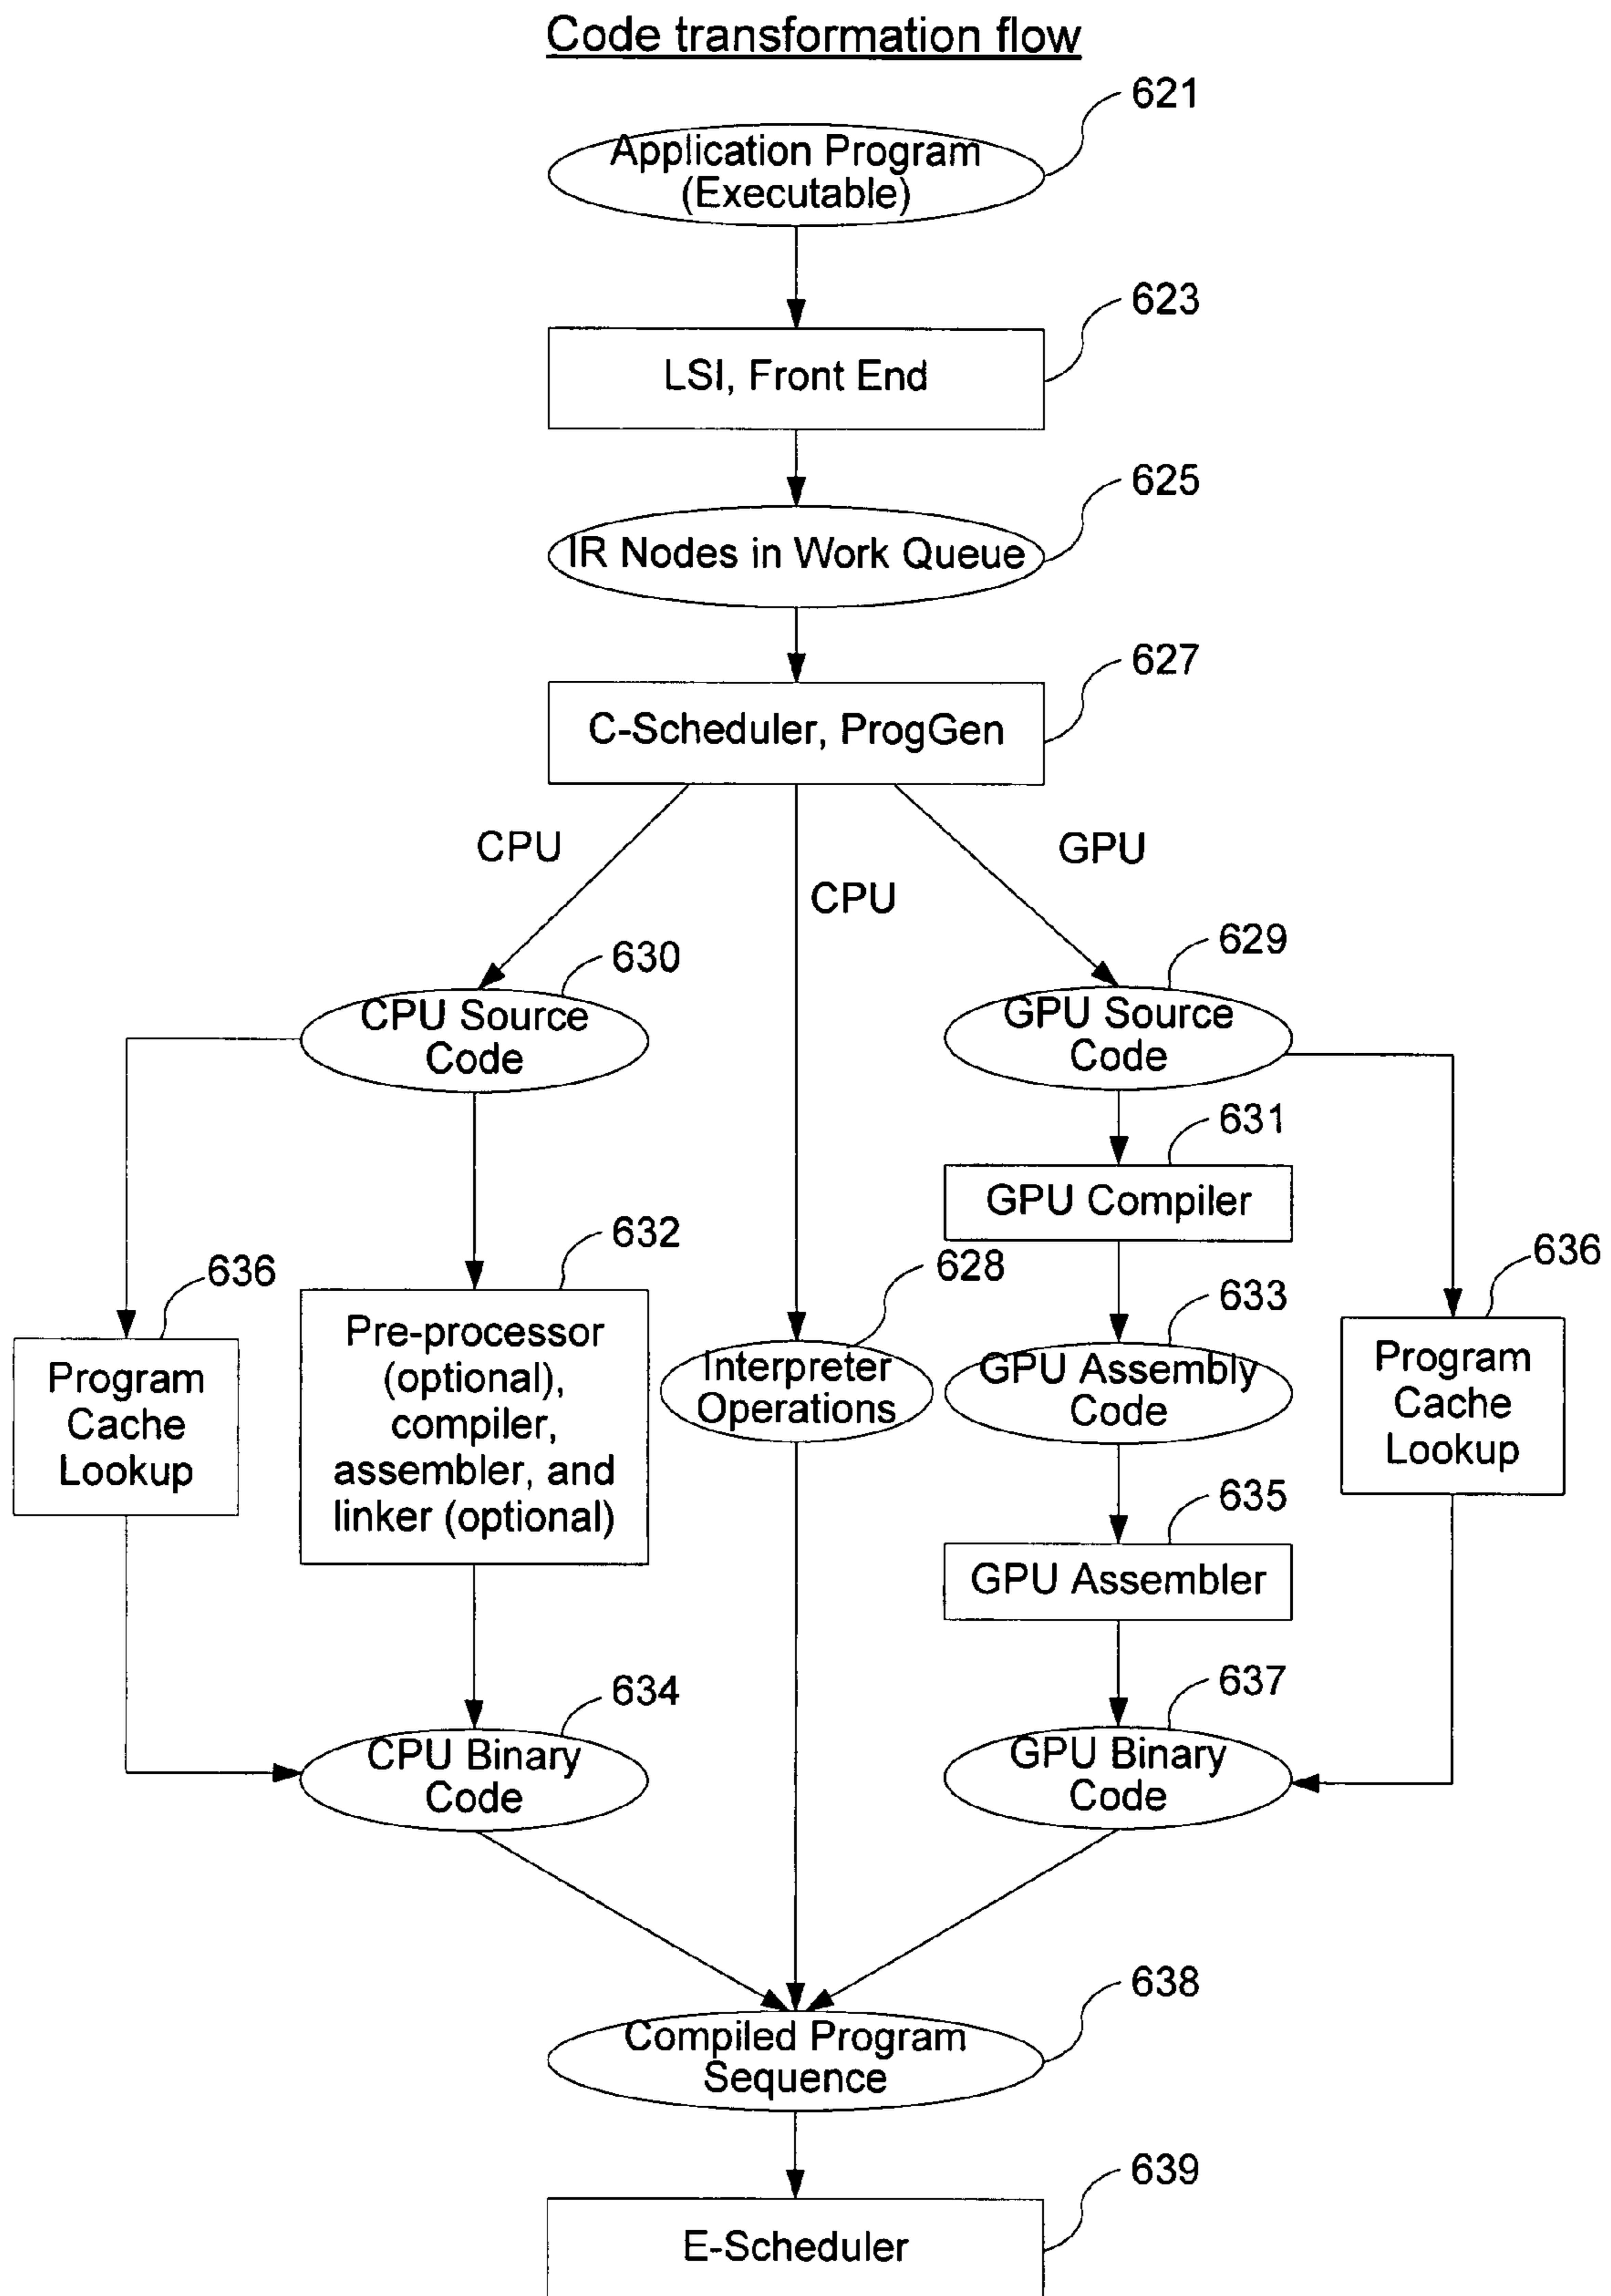 Code transformation flow
621
Application Program
(Executable)
623
LSI, Front End
625
IR Nodes in Work Queue
627
C-Scheduler, ProgGen
CPU
CPU
GPU
630
CPU Source
Code
629
GPU Source
Code
631
GPU Compiler
636
Program
Cache
Lookup
632
Pre-processor
(optional),
compiler,
assembler, and
linker (optional)
628
Interpreter
Operations
633
GPU Assembly
Code
636
Program
Cache
Lookup
635
GPU Assembler
634
CPU Binary
Code
637
GPU Binary
Code
638
Compiled Program
Sequence
639
E-Scheduler